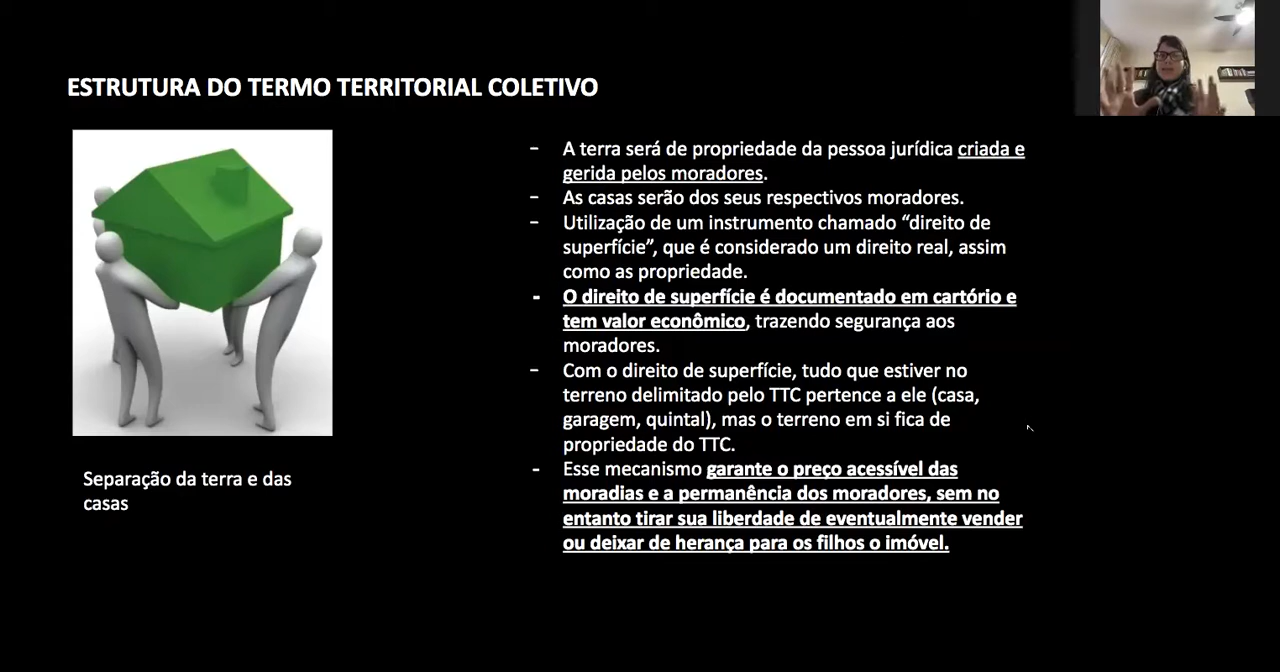 ESTRUTURA DO TERMO TERRITORIAL COLETIVO
- A terra será de propriedade da pessoa jurídica criada e
gerida pelos moradores.
- As casas serão dos seus respectivos moradores.
- Utilização de um instrumento chamado “direito de
superfície”, que é considerado um direito real, assim
como as propriedade.
- O direito de superfície é documentado em cartório e
tem valor econômico, trazendo segurança aos
moradores.
- Com o direito de superfície, tudo que estiver no
terreno delimitado pelo TTC pertence a ele (casa,
garagem, quintal), mas o terreno em si fica de
propriedade do TTC.
- Esse mecanismo garante o preço acessível das
moradias e a permanência dos moradores, sem no
entanto tirar sua liberdade de eventualmente vender
ou deixar de herança para os filhos o imóvel.
Separação da terra e das
casas